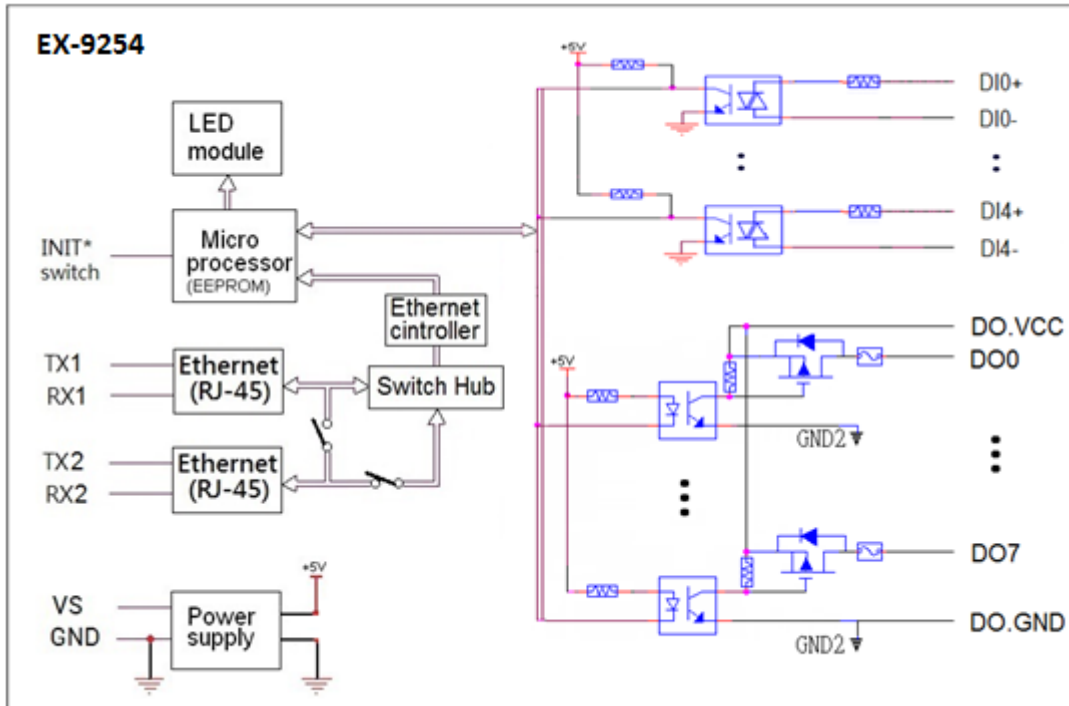 EX-9254
LED
module
INIT*
switch
Micro
processor
(EEPROM)
Ethernet
cintroller
TX1
RX1
Ethernet
(RJ-45)
Switch Hub
TX2
RX2
Ethernet
(RJ-45)
VS
GND
Power
supply
+5V
+5V
DI0+
DI0-
DI4+
DI4-
+5V
DO.VCC
DO0
GND2
DO7
DO.GND
GND2